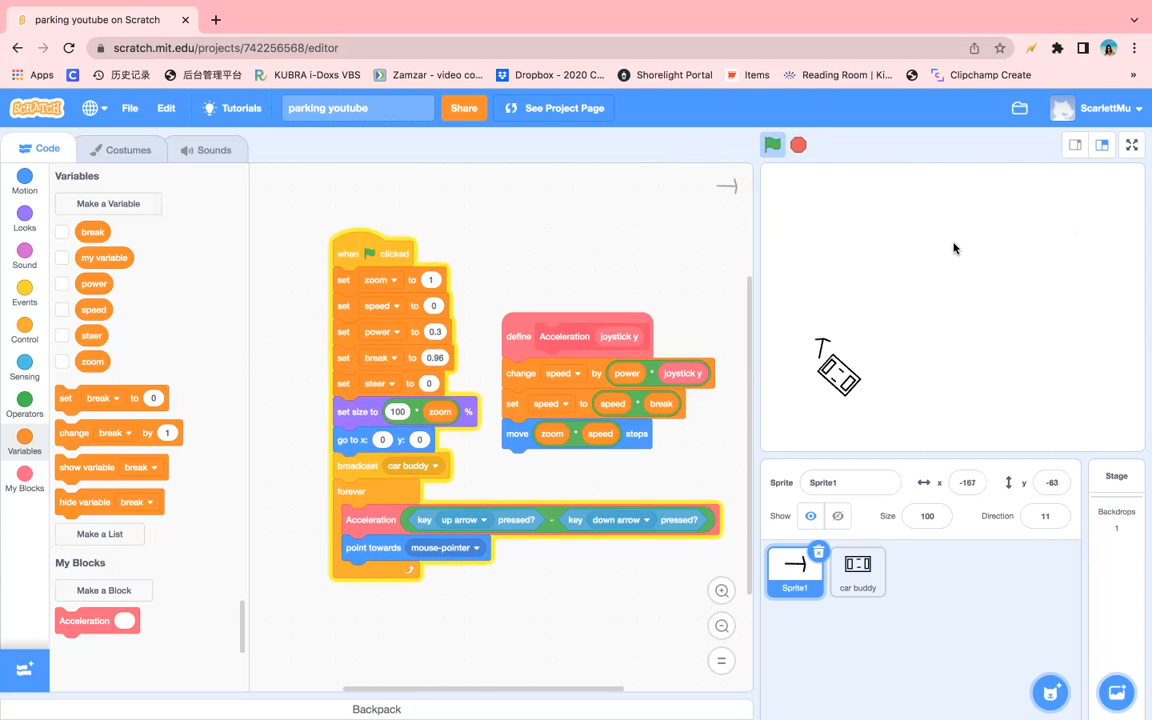 parking youtube on Scratch
scratch.mit.edu/projects/742256568/editor
Apps 历史记录 后台管理平台 KUBRA i-Doxs VBS Zamzar - video co... Dropbox - 2020 C... Shorelight Portal Items Reading Room | Ki... Clipchamp Create »
SCRATCH File Edit Tutorials parking youtube Share See Project Page ScarlettMu
Code Costumes Sounds
Motion
Looks
Sound
Events
Control
Sensing
Operators
Variables
My Blocks
Variables
Make a Variable
break
my variable
power
speed
steer
zoom
set break to 0
change break by 1
show variable break
hide variable break
Make a List
My Blocks
Make a Block
Acceleration
when clicked
set zoom to 1
set speed to 0
set power to 0.3
set break to 0.96
set steer to 0
set size to 100 * zoom %
go to x: 0 y: 0
broadcast car buddy
forever
Acceleration key up arrow pressed? - key down arrow pressed?
point towards mouse-pointer
define Acceleration joystick y
change speed by power * joystick y
set speed to speed * break
move zoom * speed steps
Sprite Sprite1 x -167 y -63
Show Size 100 Direction 11
Sprite1
car buddy
Stage
Backdrops
1
Backpack